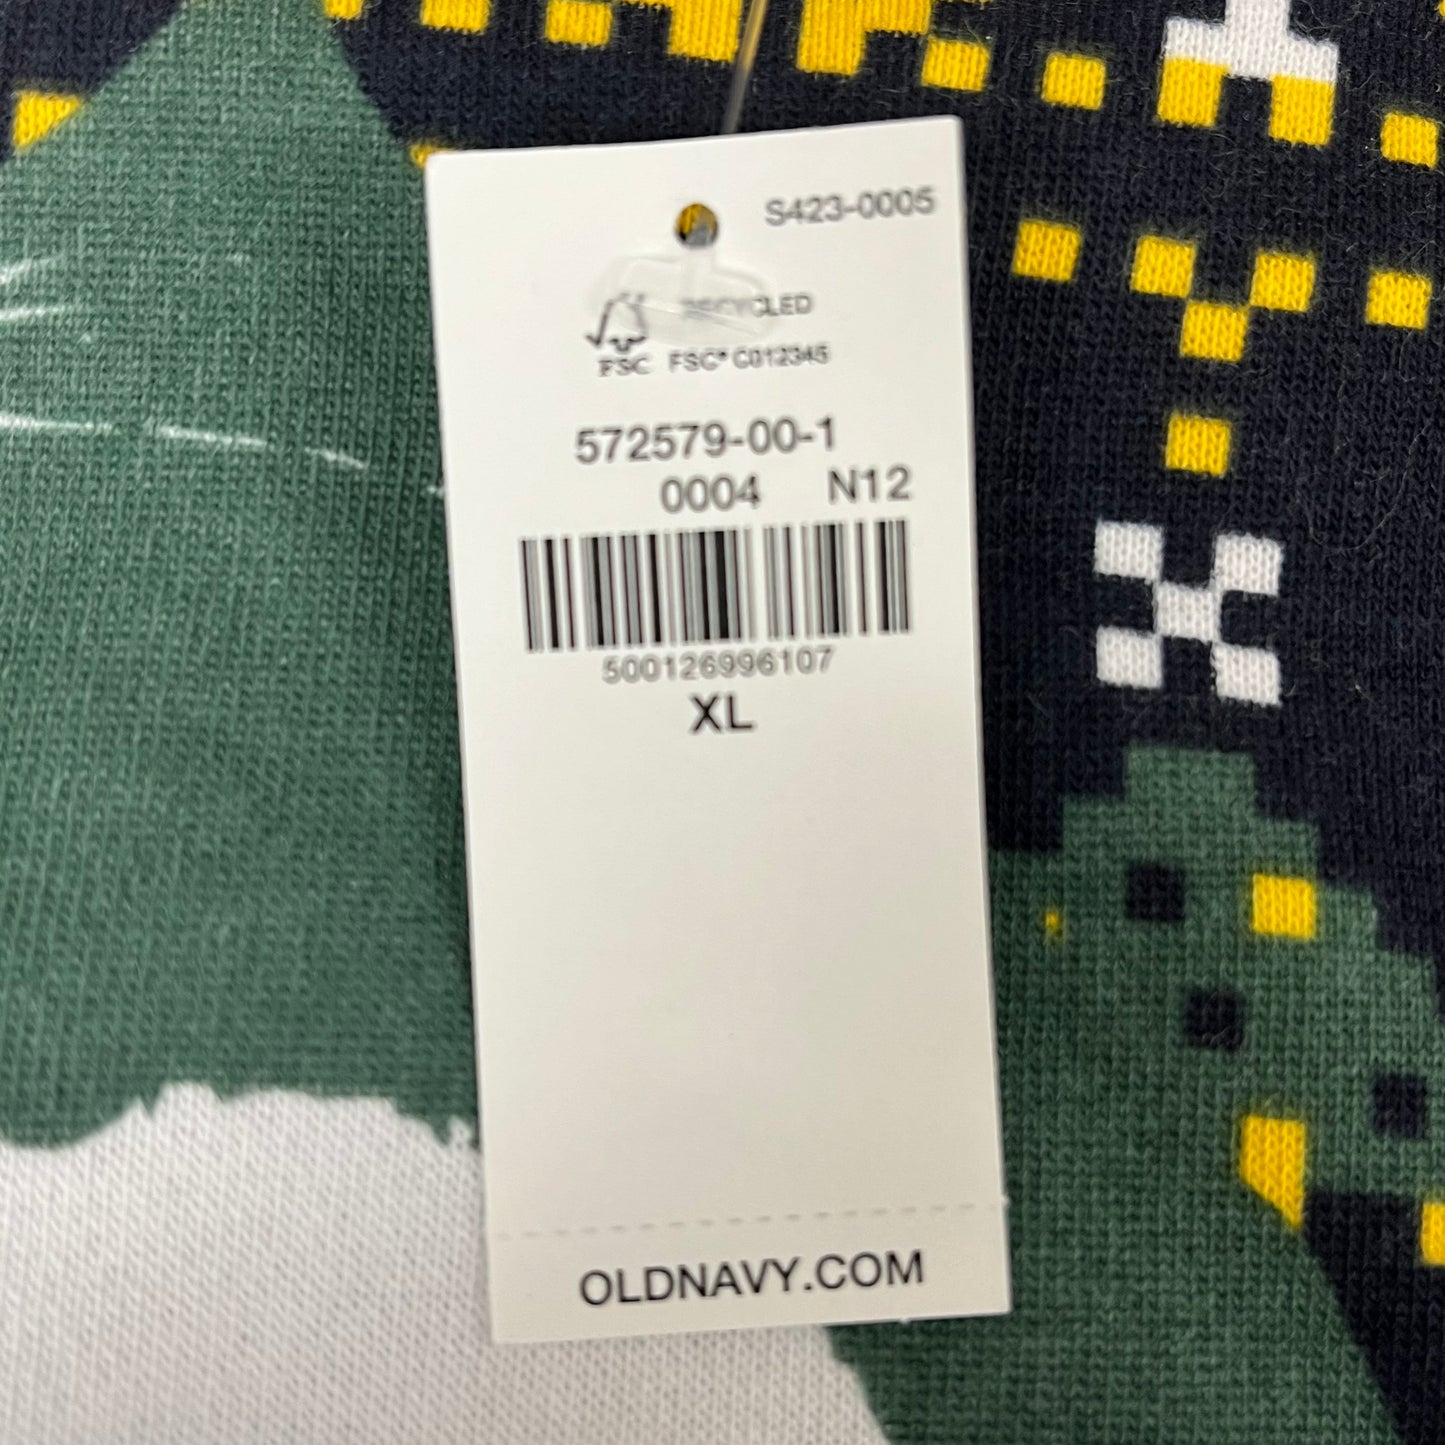 S423-0005
RECYCLED
FSC FSC® C012345
572579-00-1
0004 N12
500126996107
XL
OLDNAVY.COM